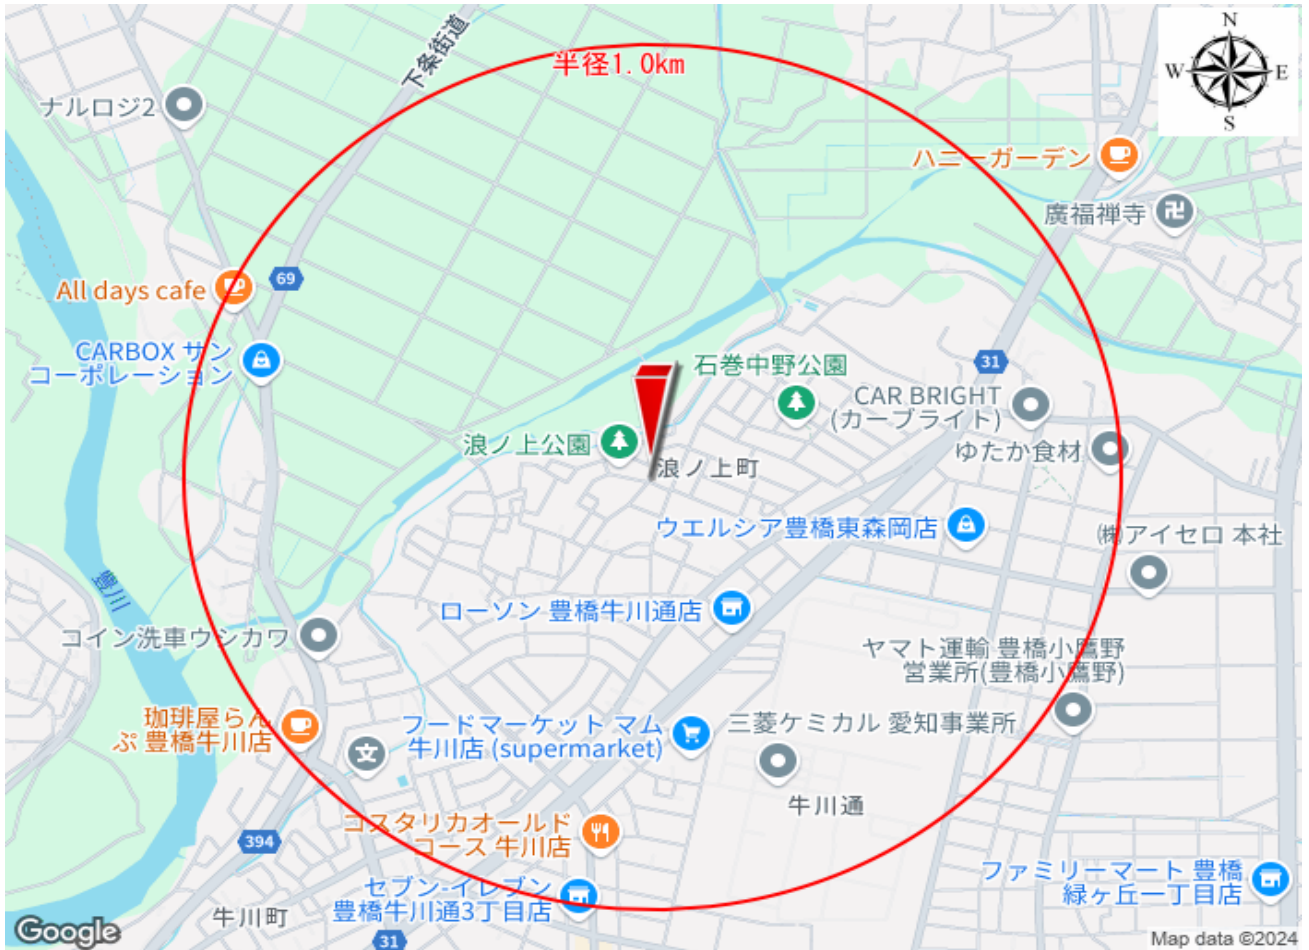 半径1.0km
N
W
E
S
下条街道
ナルロジ2
ハニーガーデン
廣福禅寺
All days cafe
69
CARBOX サン
コーポレーション
31
石巻中野公園
CAR BRIGHT
(カーブライト)
浪ノ上公園
浪ノ上町
ゆたか食材
ウエルシア豊橋東森岡店
㈱アイセロ 本社
豊川
ローソン 豊橋牛川通店
コイン洗車ウシカワ
ヤマト運輸 豊橋小鷹野
営業所(豊橋小鷹野)
珈琲屋らん
ぷ 豊橋牛川店
文
フードマーケット マム
牛川店 (supermarket)
三菱ケミカル 愛知事業所
牛川通
コスタリカオールド
コース 牛川店
394
セブン-イレブン
豊橋牛川通3丁目店
ファミリーマート 豊橋
緑ヶ丘一丁目店
牛川町
31
Google
Map data ©2024